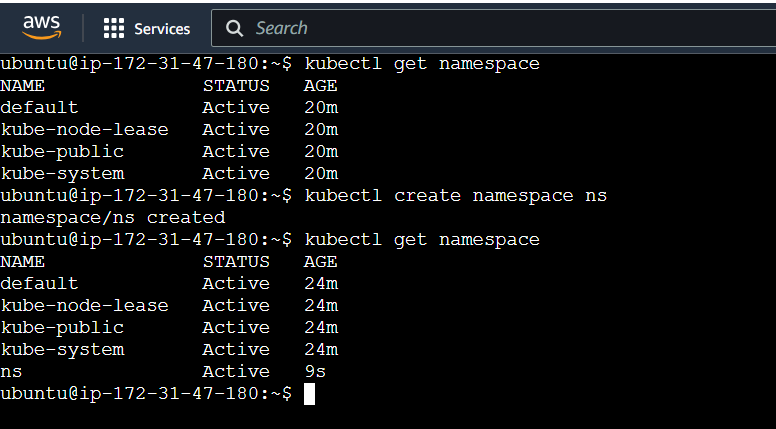 aws Services Search
ubuntu@ip-172-31-47-180:~$ kubectl get namespace
NAME STATUS AGE
default Active 20m
kube-node-lease Active 20m
kube-public Active 20m
kube-system Active 20m
ubuntu@ip-172-31-47-180:~$ kubectl create namespace ns
namespace/ns created
ubuntu@ip-172-31-47-180:~$ kubectl get namespace
NAME STATUS AGE
default Active 24m
kube-node-lease Active 24m
kube-public Active 24m
kube-system Active 24m
ns Active 9s
ubuntu@ip-172-31-47-180:~$